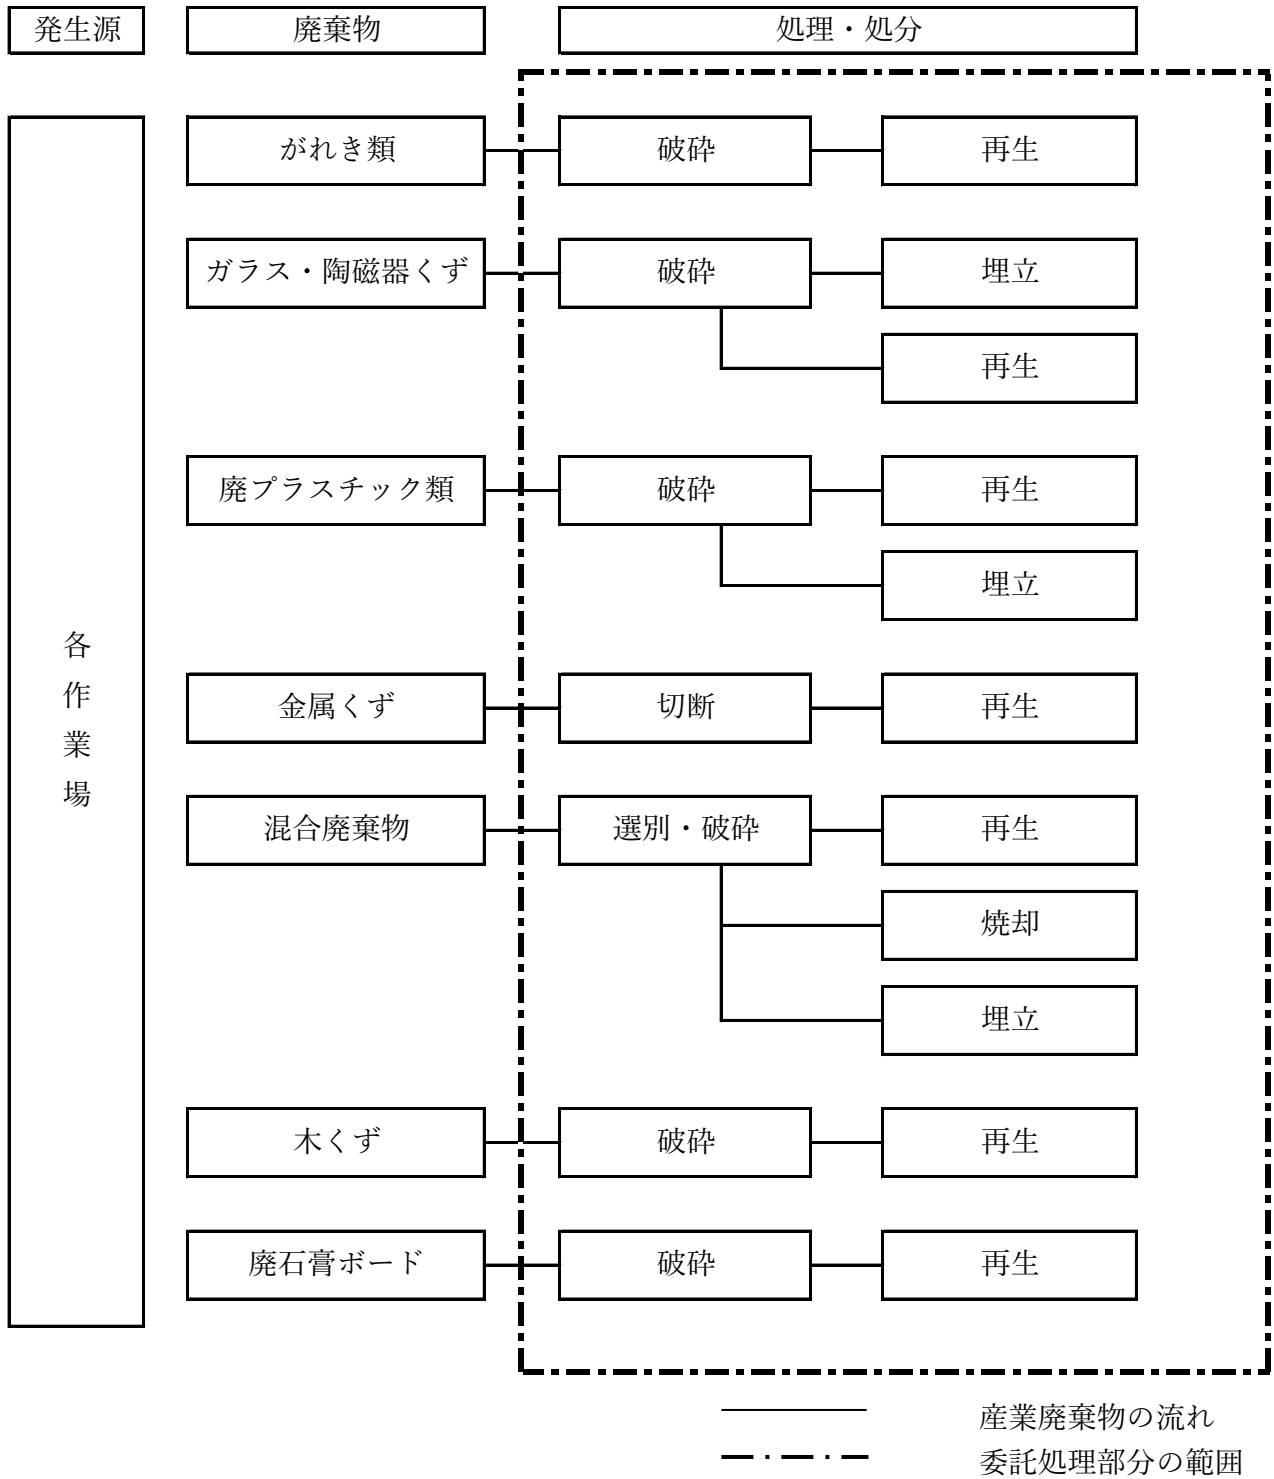 発生源
廃棄物
処理・処分
各作業場
がれき類
破砕
再生
ガラス・陶磁器くず
破砕
埋立
再生
廃プラスチック類
破砕
再生
埋立
金属くず
切断
再生
混合廃棄物
選別・破砕
再生
焼却
埋立
木くず
破砕
再生
廃石膏ボード
破砕
再生
産業廃棄物の流れ
委託処理部分の範囲